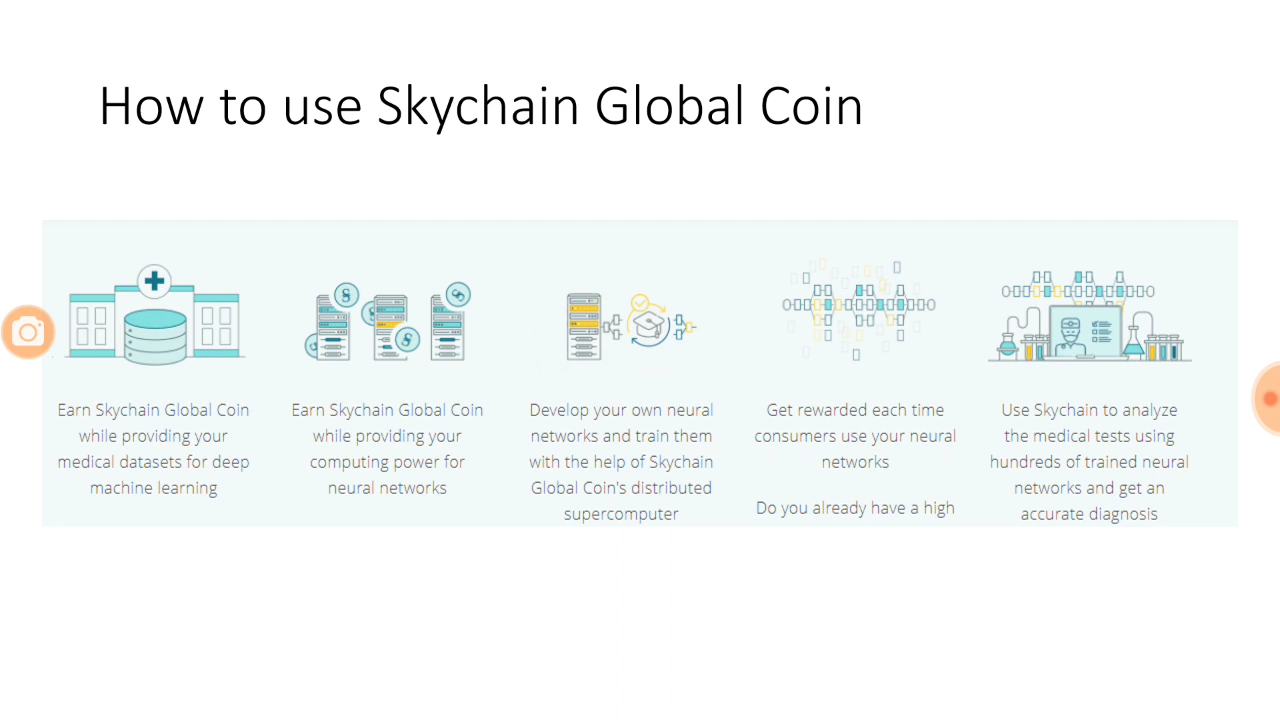 How to use Skychain Global Coin
Earn Skychain Global Coin
while providing your
medical datasets for deep
machine learning
Earn Skychain Global Coin
while providing your
computing power for
neural networks
Develop your own neural
networks and train them
with the help of Skychain
Global Coin's distributed
supercomputer
Get rewarded each time
consumers use your neural
networks
Do you already have a high
Use Skychain to analyze
the medical tests using
hundreds of trained neural
networks and get an
accurate diagnosis